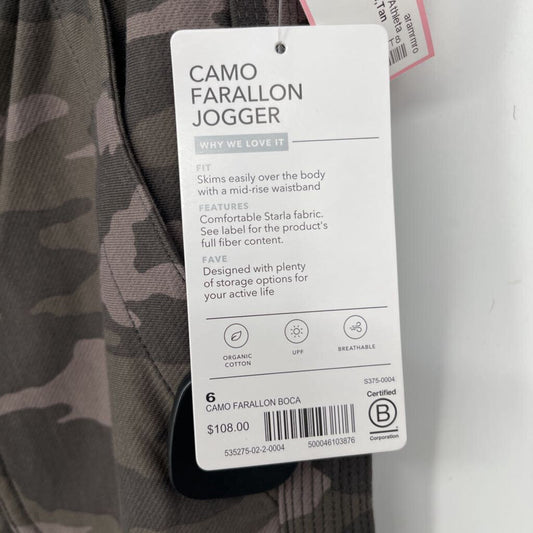 arammro
Athleta
,Tan
CAMO
FARALLON
JOGGER
WHY WE LOVE IT
FIT
Skims easily over the body
with a mid-rise waistband
FEATURES
Comfortable Starla fabric.
See label for the product's
full fiber content.
FAVE
Designed with plenty
of storage options for
your active life
ORGANIC
COTTON
UPF
BREATHABLE
S375-0004
6
CAMO FARALLON BOCA
$108.00
535275-02-2-0004
500046103876
Certified
B
Corporation